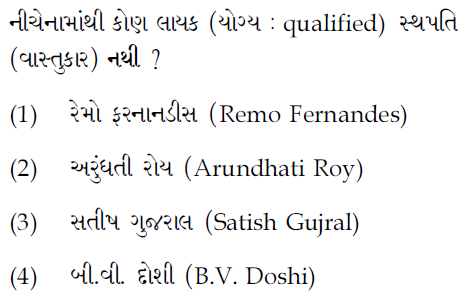 નીચેનામાંથી કોણ લાયક (યોગ્ય : qualified) સ્થપતિ
(વાસ્તુકાર) નથી ?
(1) રેમો ફરનાનડીસ (Remo Fernandes)
(2) અરુંધતી રોય (Arundhati Roy)
(3) સતીષ ગુજરાલ (Satish Gujral)
(4) બી.વી. દોશી (B.V. Doshi)